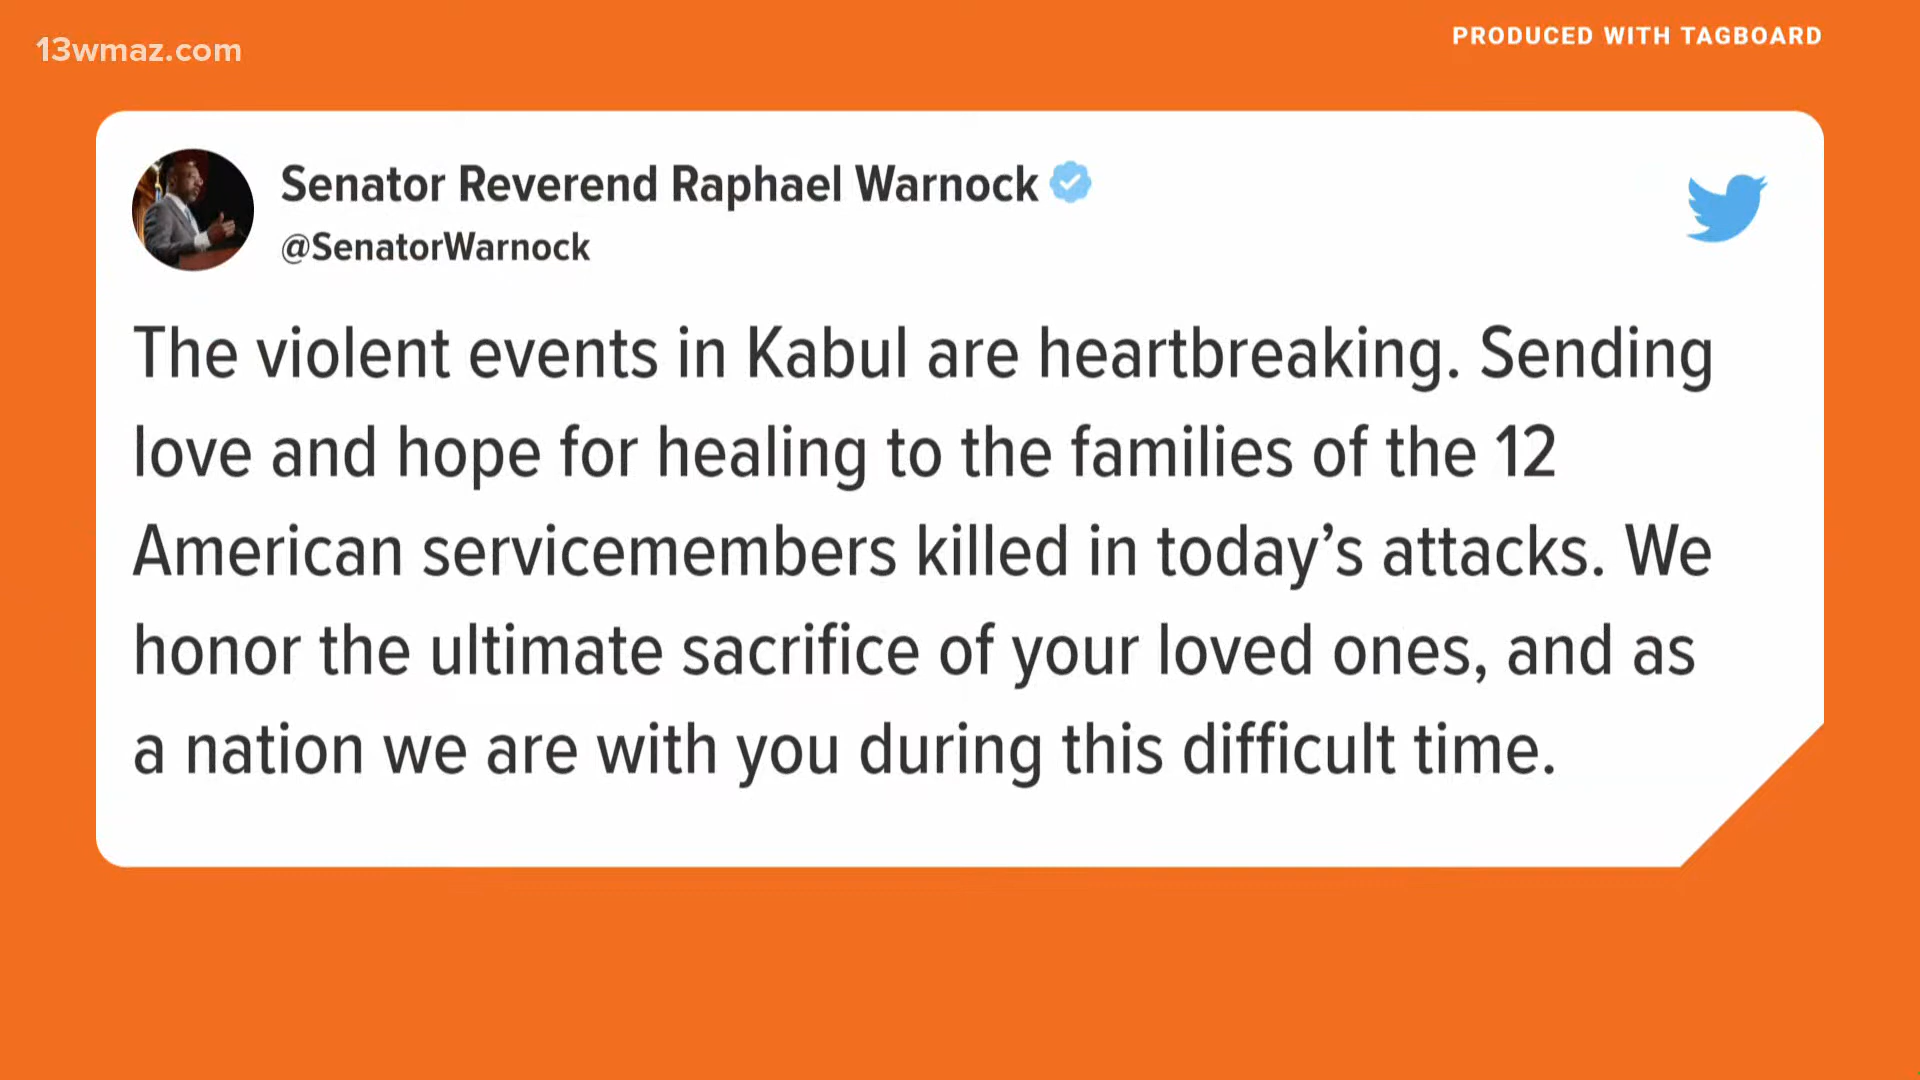 13wmaz.com
PRODUCED WITH TAGBOARD
Senator Reverend Raphael Warnock
@SenatorWarnock
The violent events in Kabul are heartbreaking. Sending
love and hope for healing to the families of the 12
American servicemembers killed in today’s attacks. We
honor the ultimate sacrifice of your loved ones, and as
a nation we are with you during this difficult time.